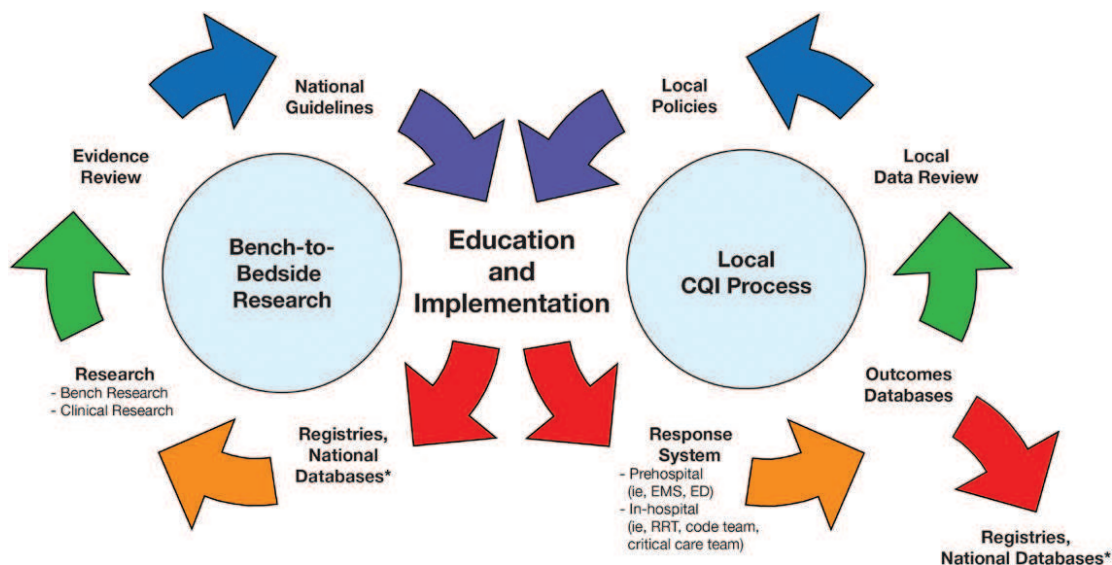 National
Guidelines
Local
Policies
Evidence
Review
Local
Data Review
Bench-to-
Bedside
Research
Education
and
Implementation
Local
CQI Process
Research
- Bench Research
- Clinical Research
Outcomes
Databases
Registries,
National
Databases*
Response
System
- Prehospital
(ie, EMS, ED)
- In-hospital
(ie, RRT, code team,
critical care team)
Registries,
National Databases*